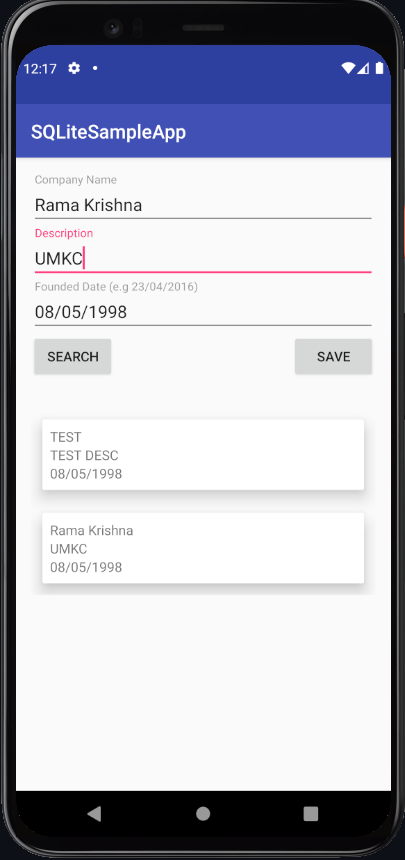 12:17
SQLiteSampleApp
Company Name
Rama Krishna
Description
UMKC
Founded Date (e.g 23/04/2016)
08/05/1998
SEARCH SAVE
TEST
TEST DESC
08/05/1998
Rama Krishna
UMKC
08/05/1998